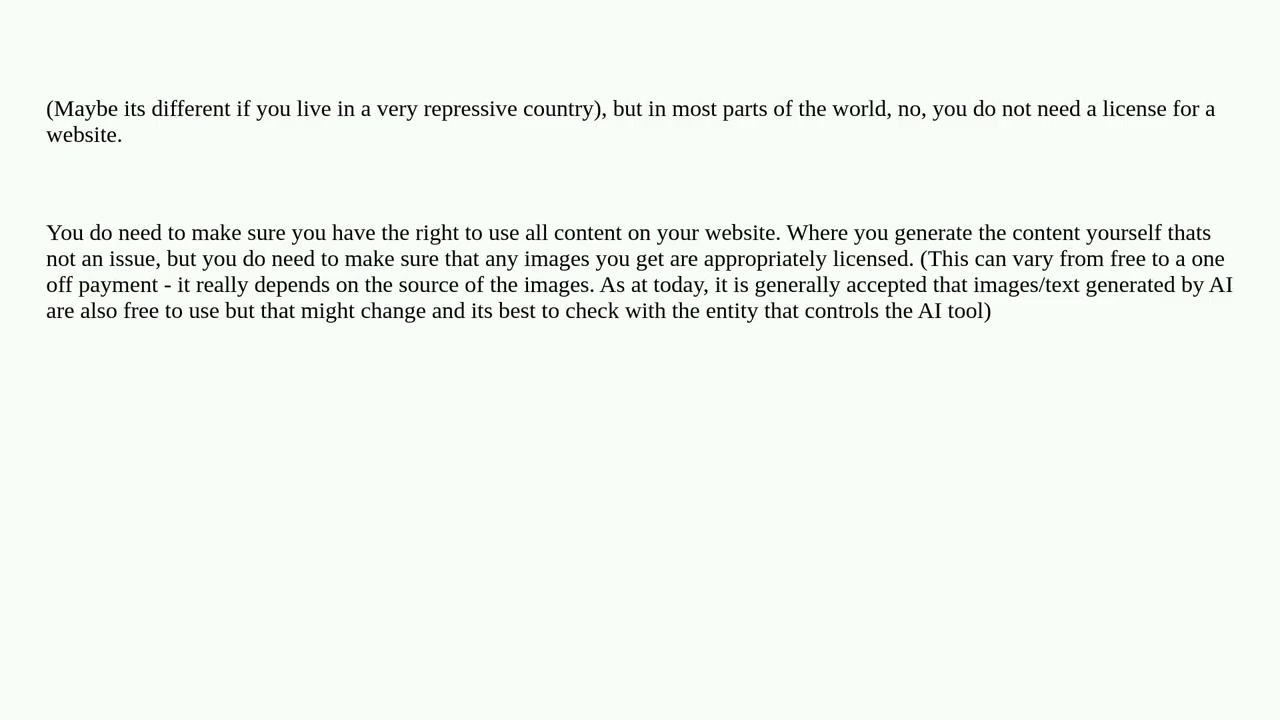 (Maybe its different if you live in a very repressive country), but in most parts of the world, no, you do not need a license for a
website.
You do need to make sure you have the right to use all content on your website. Where you generate the content yourself thats
not an issue, but you do need to make sure that any images you get are appropriately licensed. (This can vary from free to a one
off payment - it really depends on the source of the images. As at today, it is generally accepted that images/text generated by AI
are also free to use but that might change and its best to check with the entity that controls the AI tool)